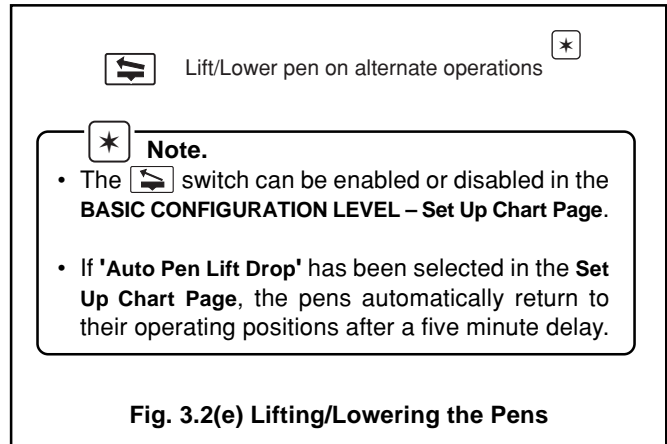 Lift/Lower pen on alternate operations *
* Note.
• The switch can be enabled or disabled in the
BASIC CONFIGURATION LEVEL – Set Up Chart Page.
• If 'Auto Pen Lift Drop' has been selected in the Set
Up Chart Page, the pens automatically return to
their operating positions after a five minute delay.
Fig. 3.2(e) Lifting/Lowering the Pens